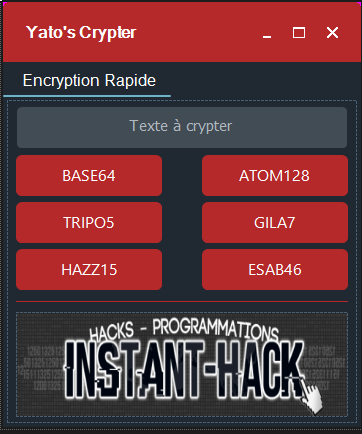 Yato's Crypter
Encryption Rapide
Texte à crypter
BASE64 ATOM128
TRIPO5 GILA7
HAZZ15 ESAB46
HACKS - PROGRAMMATIONS
INSTANT-HACK